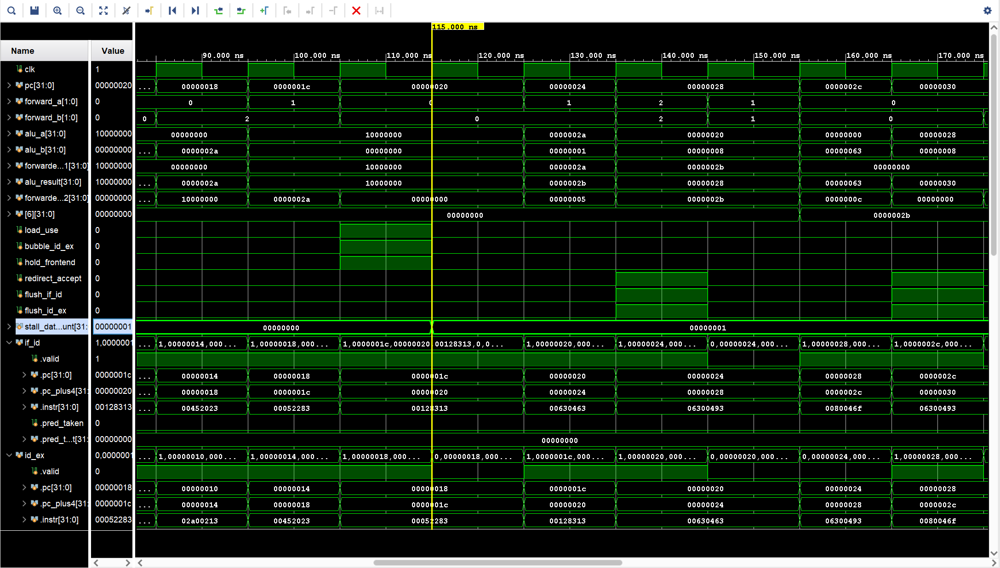 115.000 ns
Name Value
90.000 ns 100.000 ns 110.000 ns 120.000 ns 130.000 ns 140.000 ns 150.000 ns 160.000 ns 170.000 ns
clk 1
pc[31:0] 00000020 ... 00000018 0000001c 00000020 00000024 00000028 0000002c 00000030
forward_a[1:0] 0 0 1 0 1 2 1 0
forward_b[1:0] 0 0 2 0 2 1 0
alu_a[31:0] 10000000 00000000 10000000 0000002a 00000020 00000000 00000028
alu_b[31:0] 00000000 ... 0000002a 00000000 00000001 00000008 00000063 00000008
forwarde...1[31:0] 10000000 00000000 10000000 0000002a 0000002b 00000000
alu_result[31:0] 10000000 ... 0000002a 10000000 0000002b 00000028 00000063 00000030
forwarde...2[31:0] 00000000 ... 10000000 0000002a 00000000 00000005 0000002b 0000000c 00000000
[6][31:0] 00000000 00000000 0000002b
load_use 0
bubble_id_ex 0
hold_frontend 0
redirect_accept 0
flush_if_id 0
flush_id_ex 0
stall_dat...unt[31: 00000001 00000000 00000001
if_id 1,0000001 ... 1,00000014,000... 1,00000018,000... 1,0000001c,00000020,00128313,0,0... 1,00000020,000... 1,00000024,000... 0,00000024,000... 1,00000028,000... 1,0000002c,000...
.valid 1
.pc[31:0] 0000001c ... 00000014 00000018 0000001c 00000020 00000024 00000028 0000002c
.pc_plus4[31: 00000020 ... 00000018 0000001c 00000020 00000024 00000028 0000002c 00000030
.instr[31:0] 00128313 ... 00452023 00052283 00128313 00630463 06300493 0080046f 06300493
.pred_taken 0
.pred_t...t[31: 00000000 00000000
id_ex 0,0000001 ... 1,00000010,000... 1,00000014,000... 1,00000018,000... 0,00000018,000... 1,0000001c,000... 1,00000020,000... 0,00000020,000... 0,00000024,000... 1,00000028,000...
.valid 0
.pc[31:0] 00000018 ... 00000010 00000014 00000018 0000001c 00000020 00000024 00000028
.pc_plus4[31: 0000001c ... 00000014 00000018 0000001c 00000020 00000024 00000028 0000002c
.instr[31:0] 00052283 ... 02a00213 00452023 00052283 00128313 00630463 06300493 0080046f